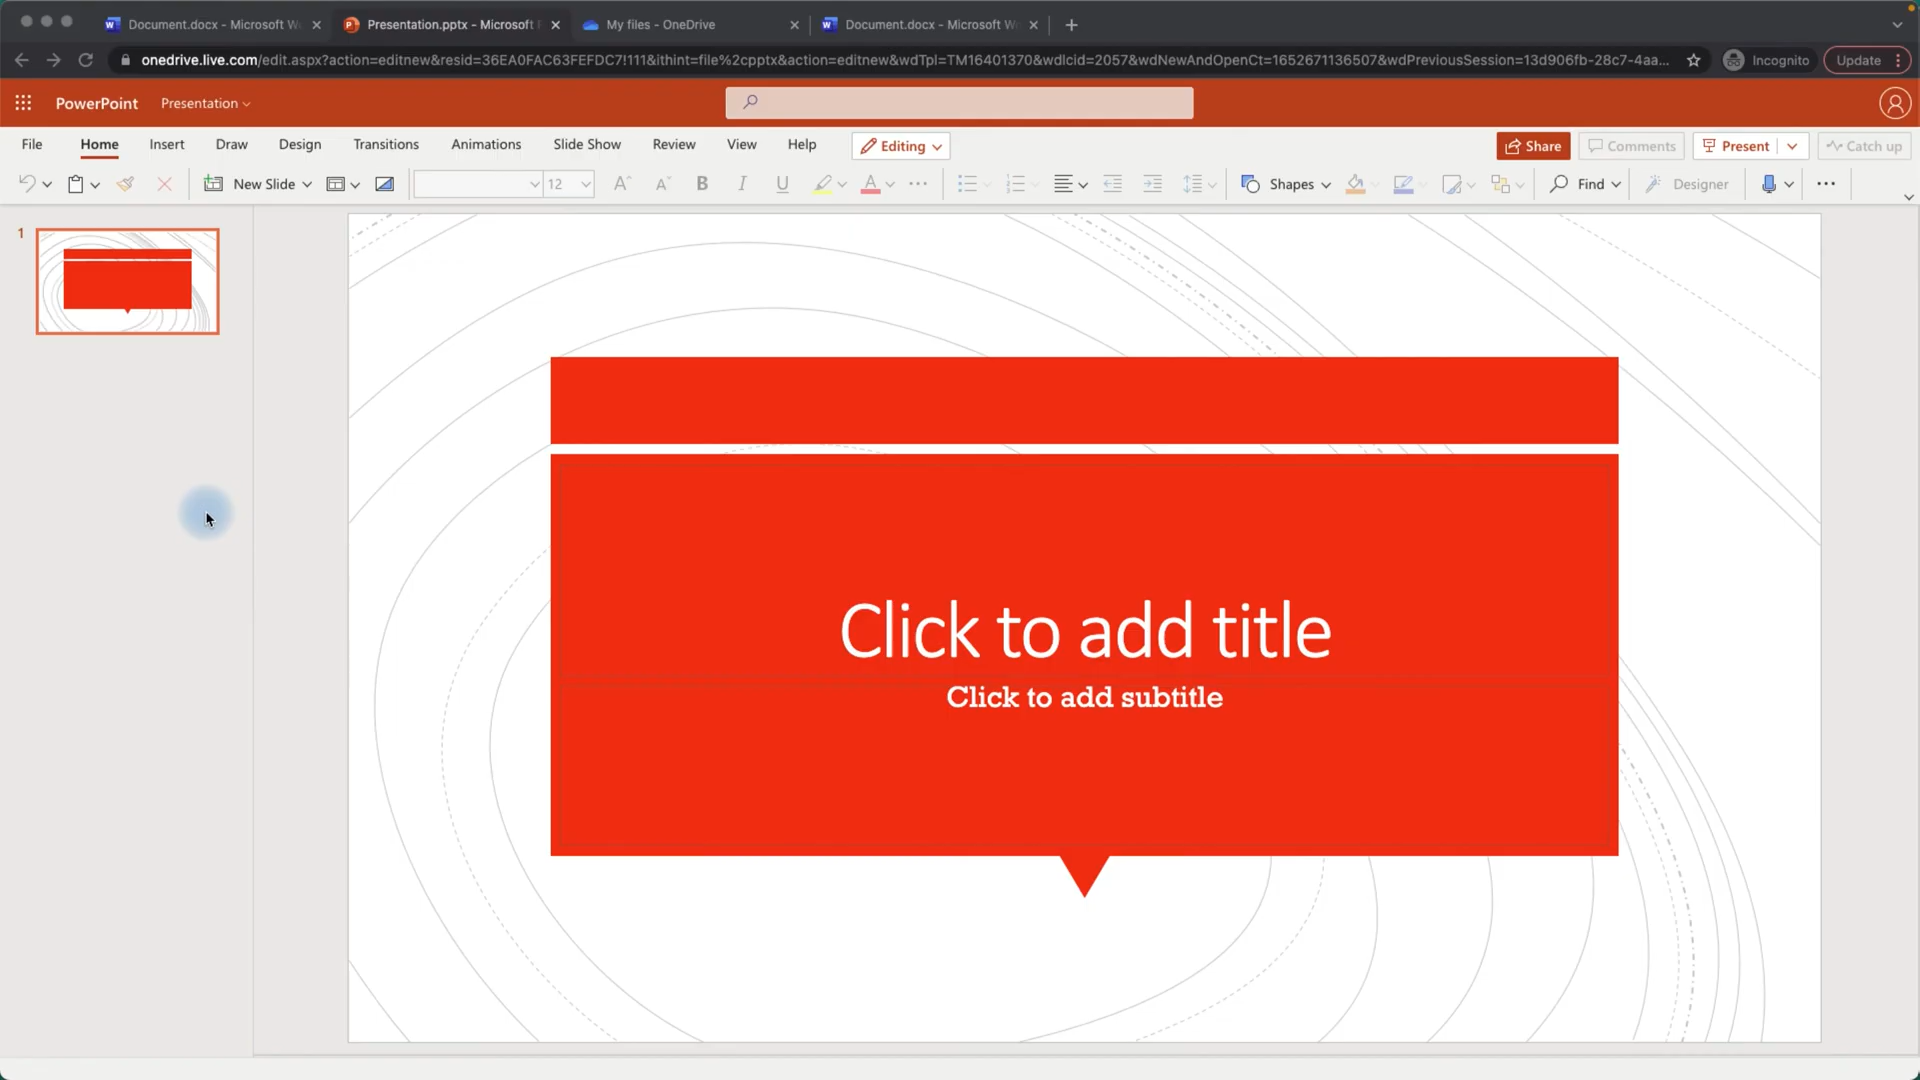 Document.docx - Microsoft W
Presentation.pptx - Microsoft P
My files - OneDrive
Document.docx - Microsoft W
onedrive.live.com/edit.aspx?action=editnew&resid=36EA0FAC63FEFDC7!111&ithint=file%2cpptx&action=editnew&wdTpl=TM16401370&wdlcid=2057&wdNewAndOpenCt=1652671136507&wdPreviousSession=13d906fb-28c7-4aa...
Incognito
Update
PowerPoint
Presentation
File
Home
Insert
Draw
Design
Transitions
Animations
Slide Show
Review
View
Help
Editing
Share
Comments
Present
Catch up
New Slide
12
Shapes
Find
Designer
1
Click to add title
Click to add subtitle